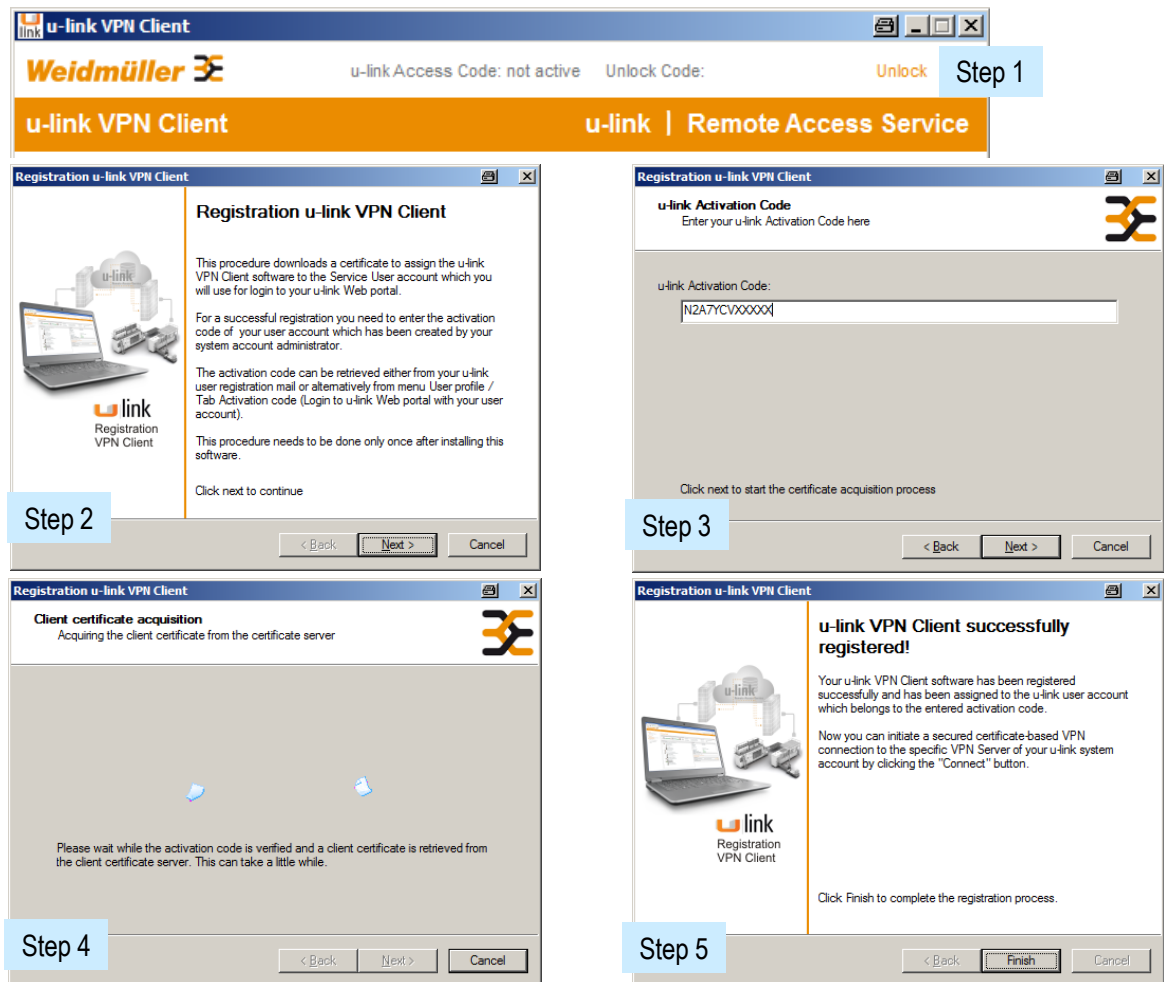 u-link VPN Client
Weidmüller
u-link Access Code: not active Unlock Code: Unlock
Step 1
u-link VPN Client
u-link | Remote Access Service
Registration u-link VPN Client
Registration u-link VPN Client
This procedure downloads a certificate to assign the u-link
VPN Client software to the Service User account which you
will use for login to your u-link Web portal.
For a successful registration you need to enter the activation
code of your user account which has been created by your
system account administrator.
The activation code can be retrieved either from your u-link
user registration mail or alternatively from menu User profile /
Tab Activation code (Login to u-link Web portal with your user
account).
This procedure needs to be done only once after installing this
software.
Click next to continue
u-link
link
Registration
VPN Client
Step 2
< Back Next > Cancel
Registration u-link VPN Client
u-link Activation Code
Enter your u-link Activation Code here
u-link Activation Code:
N2A7YCVXXXXX
Click next to start the certificate acquisition process
Step 3
< Back Next > Cancel
Registration u-link VPN Client
Client certificate acquisition
Acquiring the client certificate from the certificate server
Please wait while the activation code is verified and a client certificate is retrieved from
the client certificate server. This can take a little while.
Step 4
< Back Next > Cancel
Registration u-link VPN Client
u-link VPN Client successfully
registered!
Your u-link VPN Client software has been registered
successfully and has been assigned to the u-link user account
which belongs to the entered activation code.
Now you can initiate a secured certificate-based VPN
connection to the specific VPN Server of your u-link system
account by clicking the "Connect" button.
Click Finish to complete the registration process.
u-link
link
Registration
VPN Client
Step 5
< Back Finish Cancel